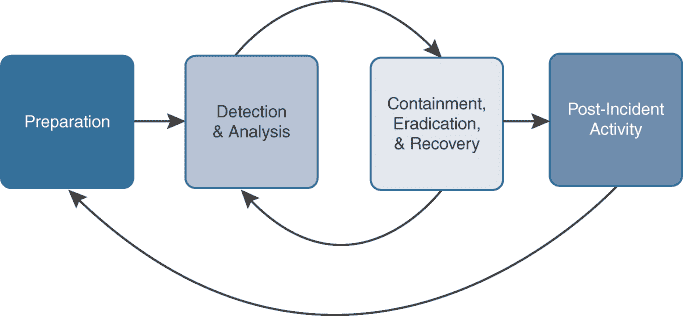 Preparation
Detection
& Analysis
Containment,
Eradication,
& Recovery
Post-Incident
Activity